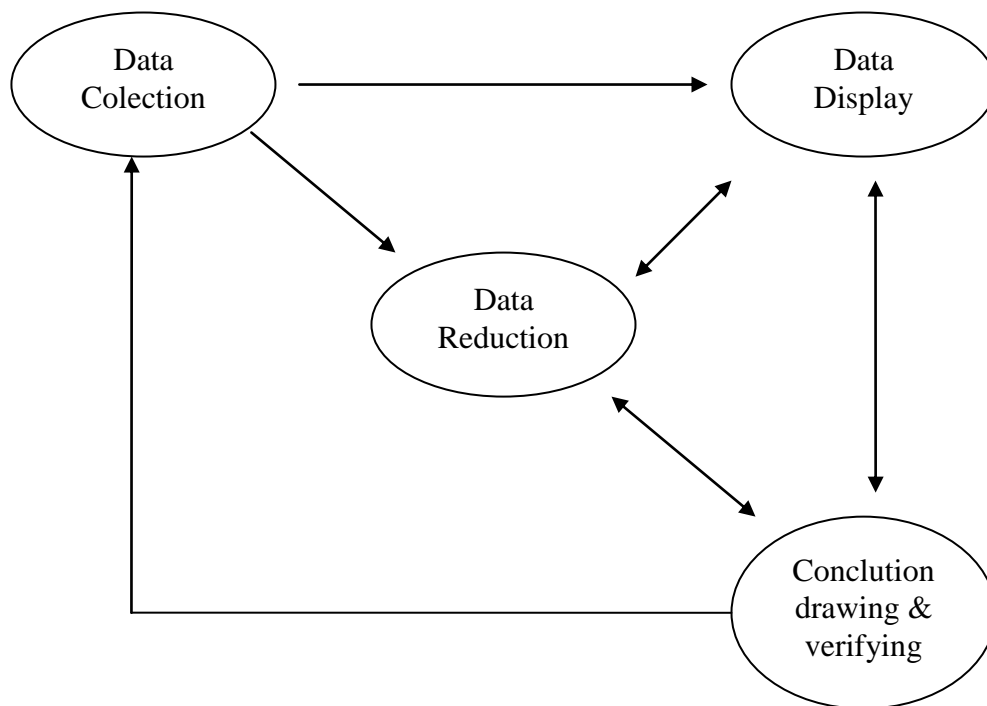 Data
Colection
Data
Display
Data
Reduction
Conclution
drawing &
verifying